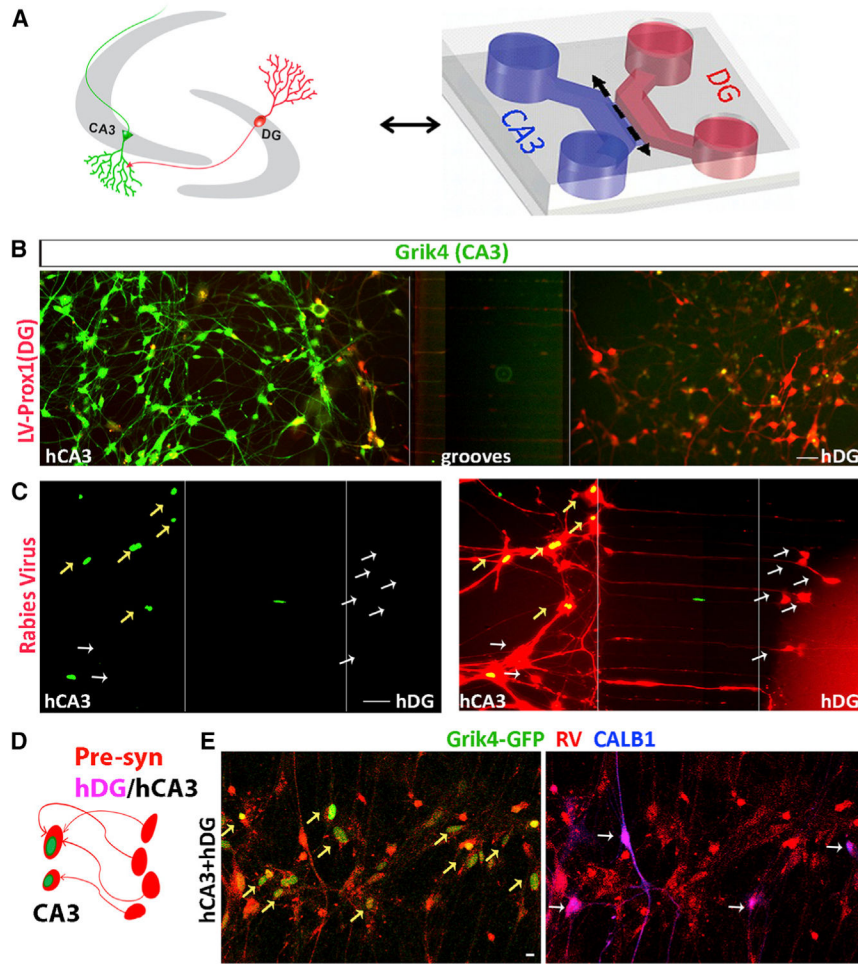 A
CA3
DG
CA3
DG
B
Grik4 (CA3)
LV-Prox1(DG)
hCA3
grooves
hDG
C
Rabies Virus
hCA3
hDG
hCA3
hDG
D
Pre-syn
hDG/hCA3
CA3
E
Grik4-GFP RV CALB1
hCA3+hDG